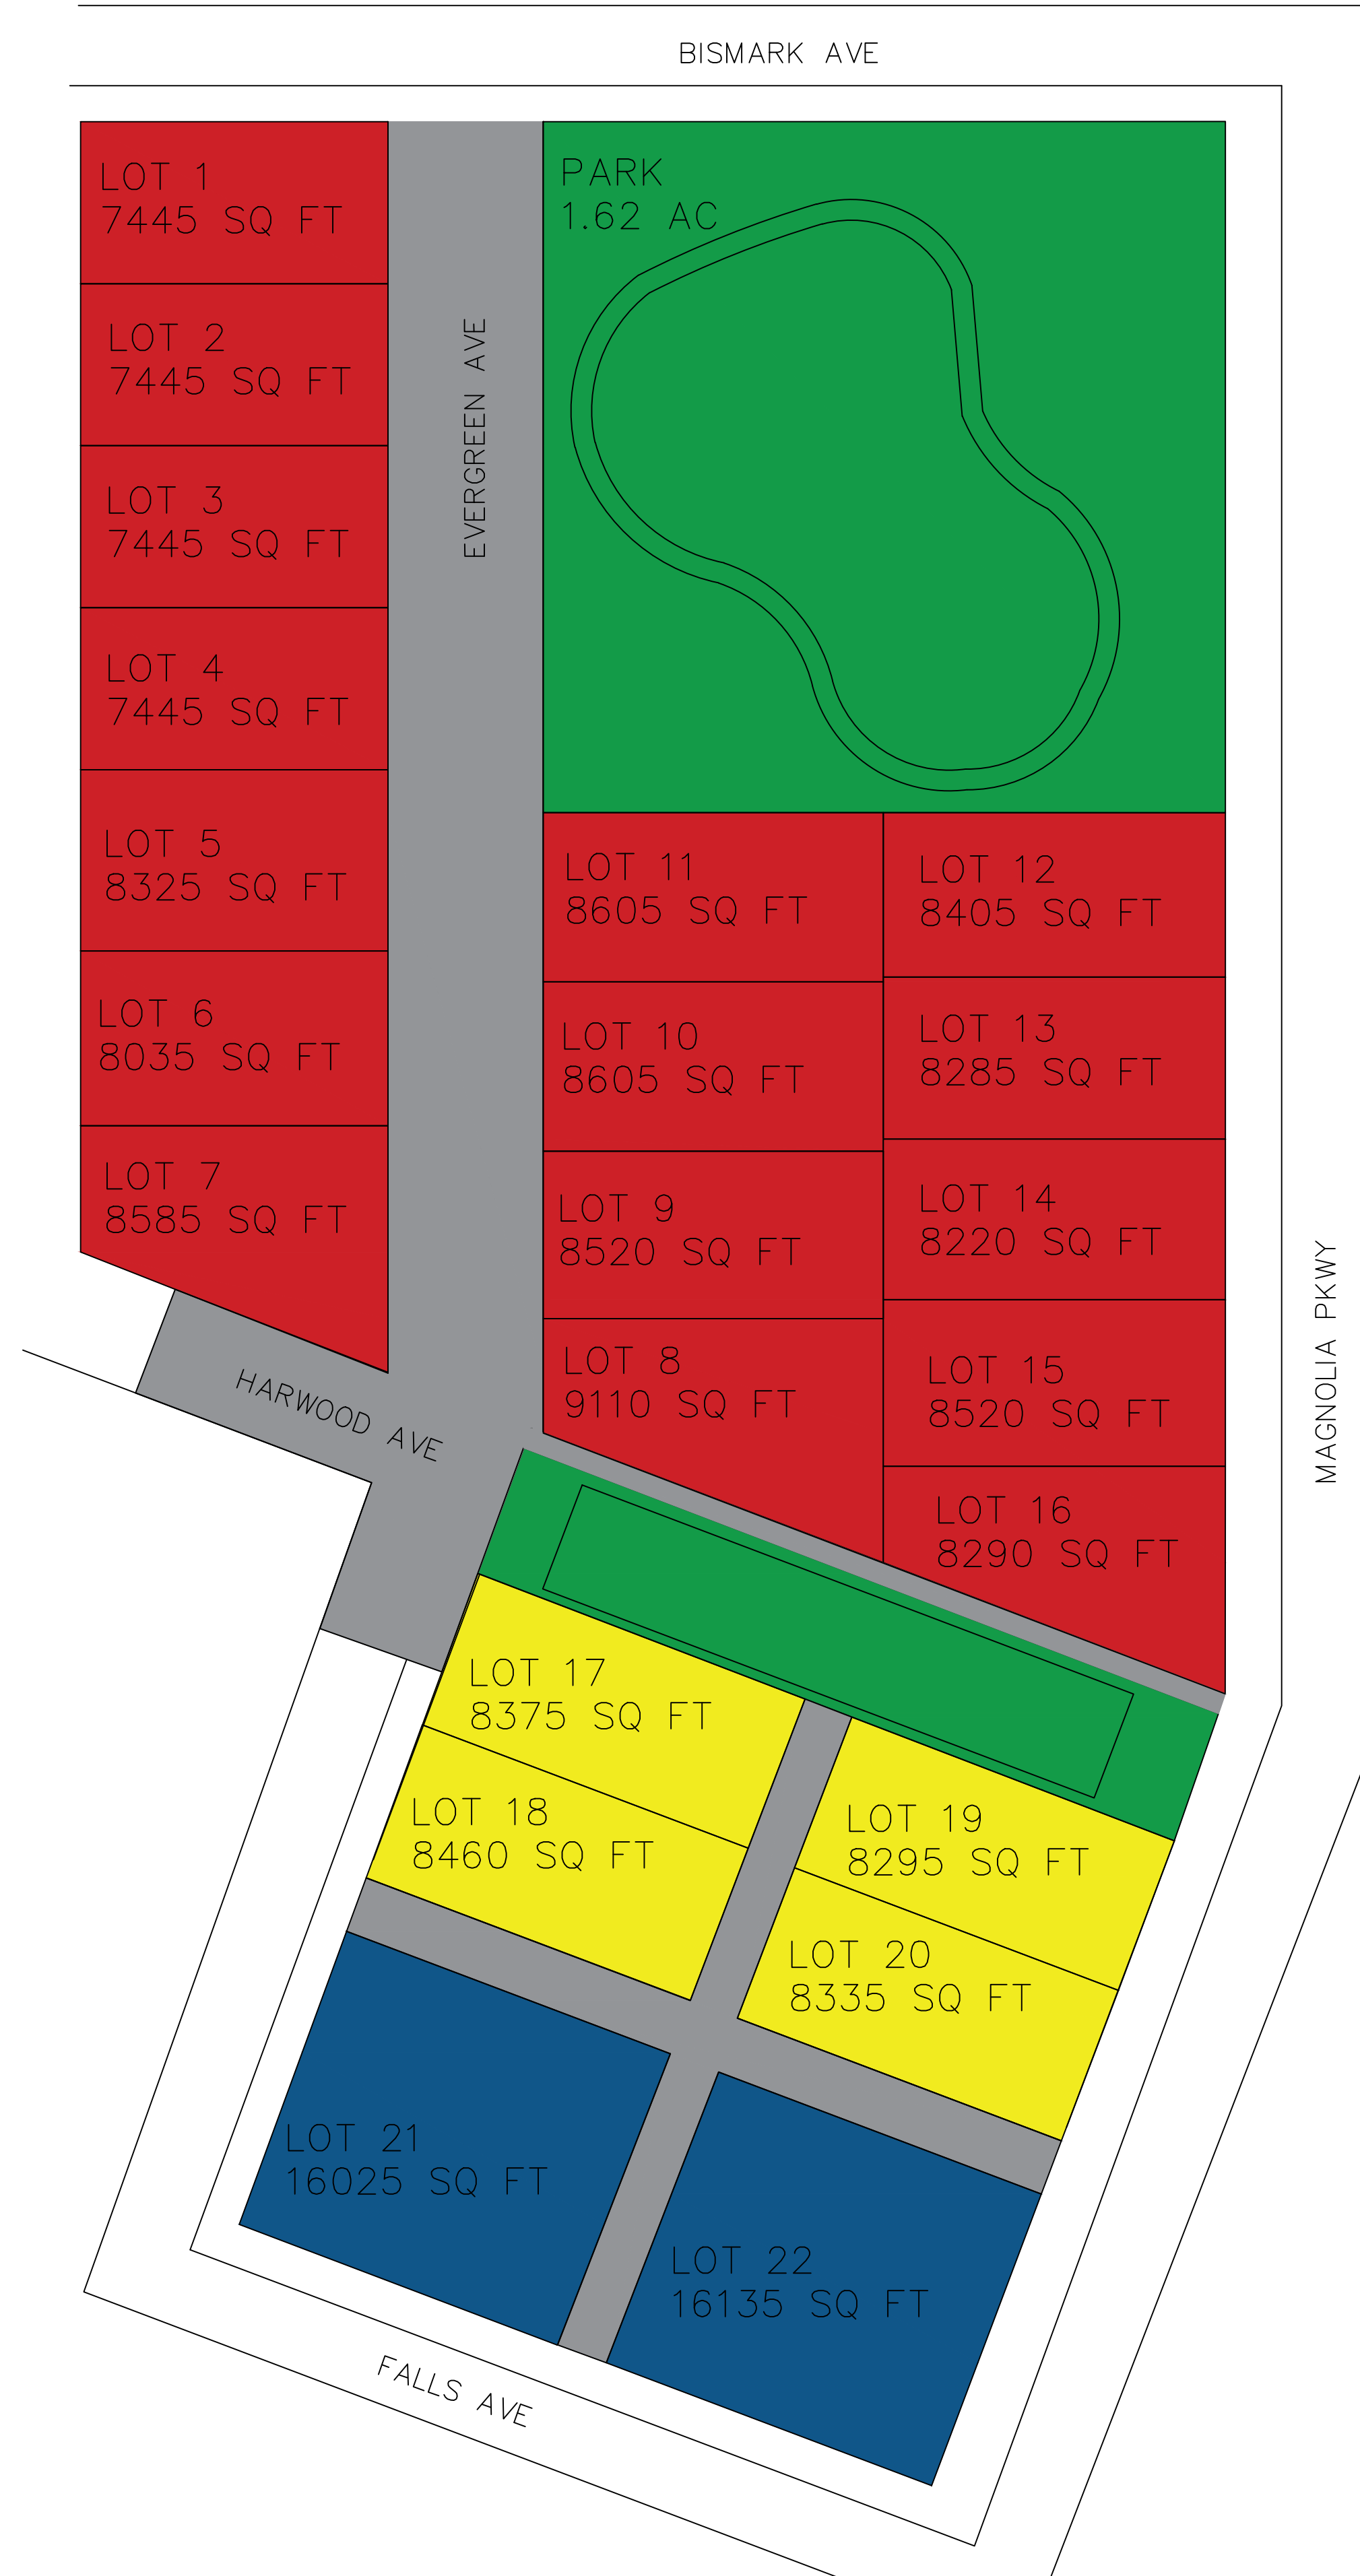 BISMARK AVE
LOT 1
7445 SQ FT
PARK
1.62 AC
LOT 2
7445 SQ FT
EVERGREEN AVE
LOT 3
7445 SQ FT
LOT 4
7445 SQ FT
LOT 5
8325 SQ FT
LOT 11
8605 SQ FT
LOT 12
8405 SQ FT
LOT 6
8035 SQ FT
LOT 10
8605 SQ FT
LOT 13
8285 SQ FT
LOT 7
8585 SQ FT
LOT 9
8520 SQ FT
LOT 14
8220 SQ FT
MAGNOLIA PKWY
LOT 8
9110 SQ FT
LOT 15
8520 SQ FT
HARWOOD AVE
LOT 16
8290 SQ FT
LOT 17
8375 SQ FT
LOT 18
8460 SQ FT
LOT 19
8295 SQ FT
LOT 20
8335 SQ FT
LOT 21
16025 SQ FT
LOT 22
16135 SQ FT
FALLS AVE